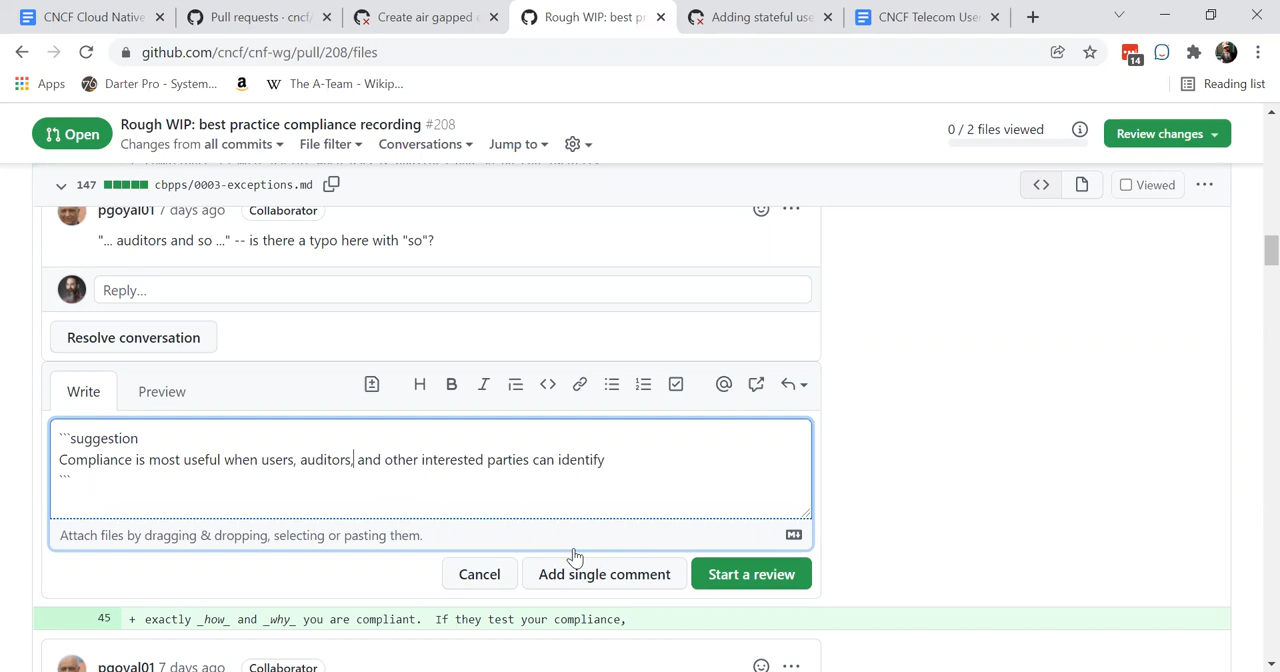 CNCF Cloud Native
Pull requests · cncf/
Create air gapped
Rough WIP: best pr
Adding stateful use
CNCF Telecom User
github.com/cncf/cnf-wg/pull/208/files
14
Apps
Darter Pro - System...
The A-Team - Wikip...
Reading list
Open
Rough WIP: best practice compliance recording #208
Changes from all commits
File filter
Conversations
Jump to
0 / 2 files viewed
Review changes
147
cbpps/0003-exceptions.md
Viewed
pgoyal01 7 days ago
Collaborator
"... auditors and so ..." -- is there a typo here with "so"?
Reply...
Resolve conversation
Write
Preview
```suggestion
Compliance is most useful when users, auditors, and other interested parties can identify
```
Attach files by dragging & dropping, selecting or pasting them.
Cancel
Add single comment
Start a review
45 + exactly _how_ and _why_ you are compliant. If they test your compliance,
pgoyal01 7 days ago
Collaborator